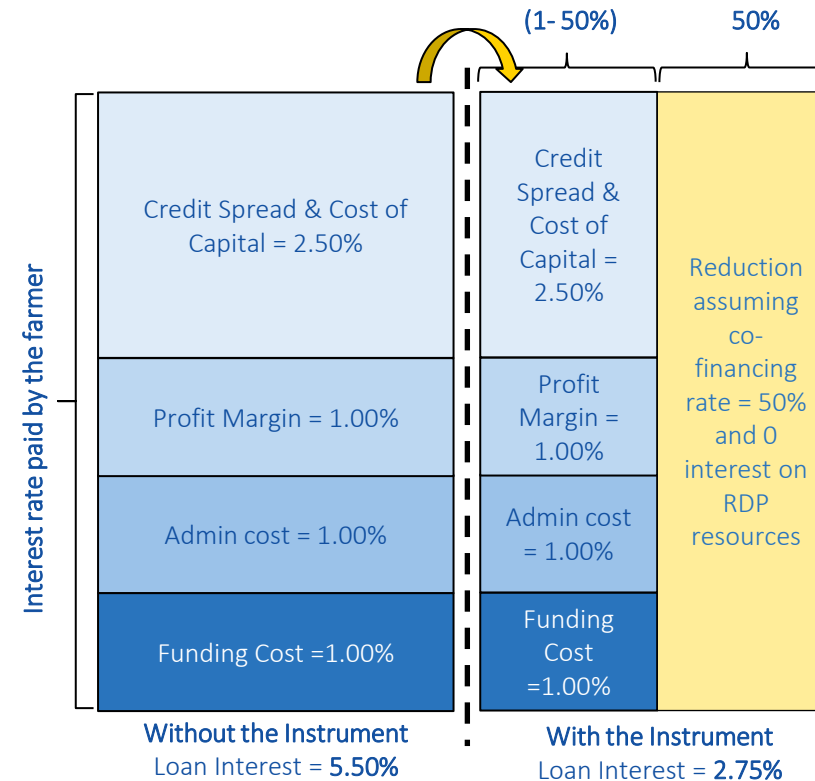 (1- 50%)
50%
Interest rate paid by the farmer
Credit Spread & Cost of
Capital = 2.50%
Profit Margin = 1.00%
Admin cost = 1.00%
Funding Cost =1.00%
Without the Instrument
Loan Interest = 5.50%
Credit
Spread &
Cost of
Capital =
2.50%
Profit
Margin =
1.00%
Admin cost
= 1.00%
Funding
Cost
=1.00%
Reduction
assuming
co-
financing
rate = 50%
and 0
interest on
RDP
resources
With the Instrument
Loan Interest = 2.75%